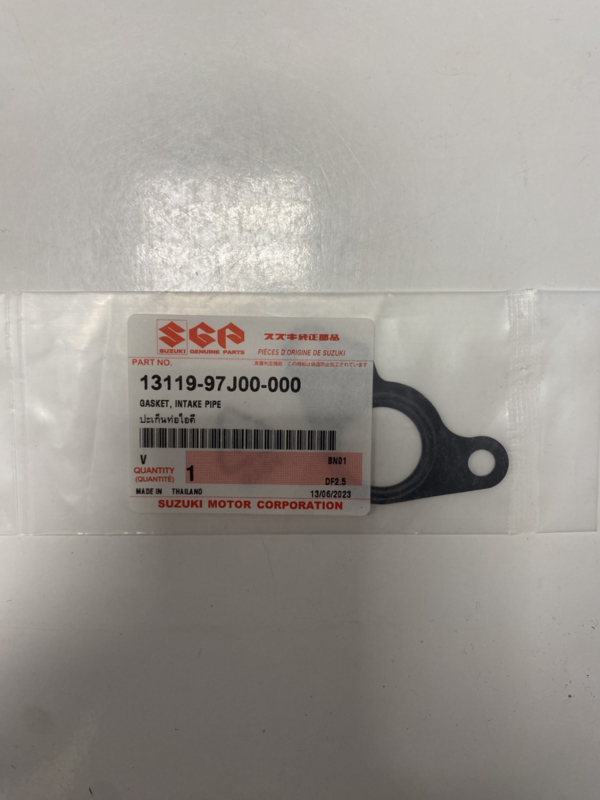 SGP
SUZUKI GENUINE PARTS
スズキ純正部品
PIÈCES D'ORIGINE DE SUZUKI
PART NO.
13119-97J00-000
GASKET, INTAKE PIPE
ปะเก็นท่อไอดี
V
BN01
QUANTITY
(QUANTITÉ)
1
DF2.5
MADE IN THAILAND
13/06/2023
SUZUKI MOTOR CORPORATION